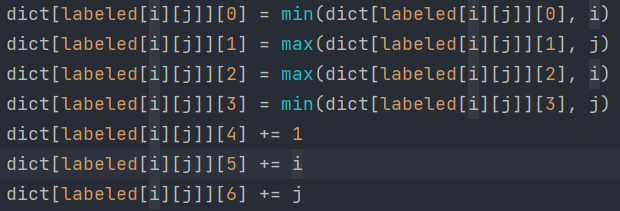 dict[labeled[i][j]][0] = min(dict[labeled[i][j]][0], i)
dict[labeled[i][j]][1] = max(dict[labeled[i][j]][1], j)
dict[labeled[i][j]][2] = max(dict[labeled[i][j]][2], i)
dict[labeled[i][j]][3] = min(dict[labeled[i][j]][3], j)
dict[labeled[i][j]][4] += 1
dict[labeled[i][j]][5] += i
dict[labeled[i][j]][6] += j